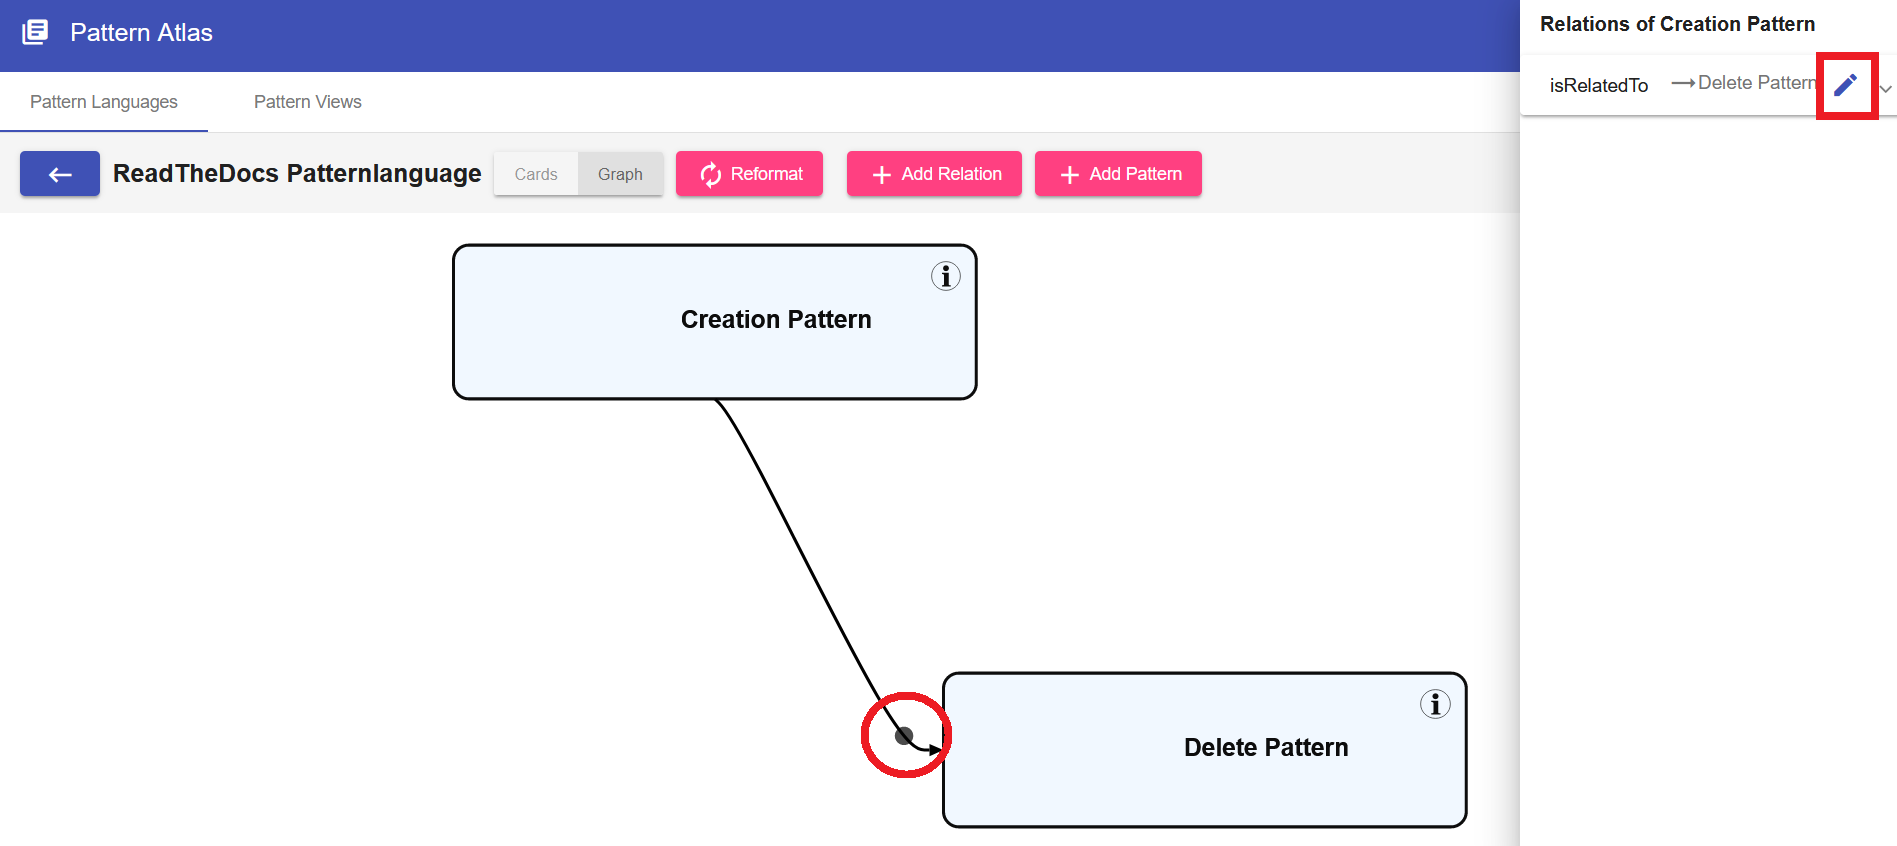 Pattern Atlas
Relations of Creation Pattern
isRelatedTo
Delete Pattern
Pattern Languages
Pattern Views
ReadTheDocs Patternlanguage
Cards
Graph
Reformat
Add Relation
Add Pattern
Creation Pattern
Delete Pattern